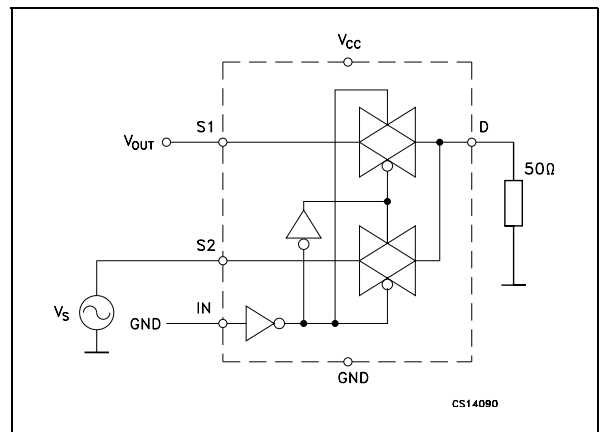 VCC
S1
D
VOUT
50Ω
S2
VS
IN
GND
GND
CS14090